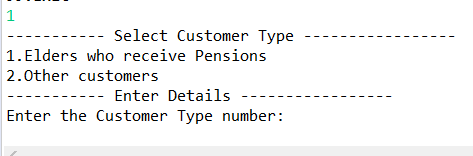 1
----------- Select Customer Type -----------------
1.Elders who receive Pensions
2.Other customers
----------- Enter Details -----------------
Enter the Customer Type number: